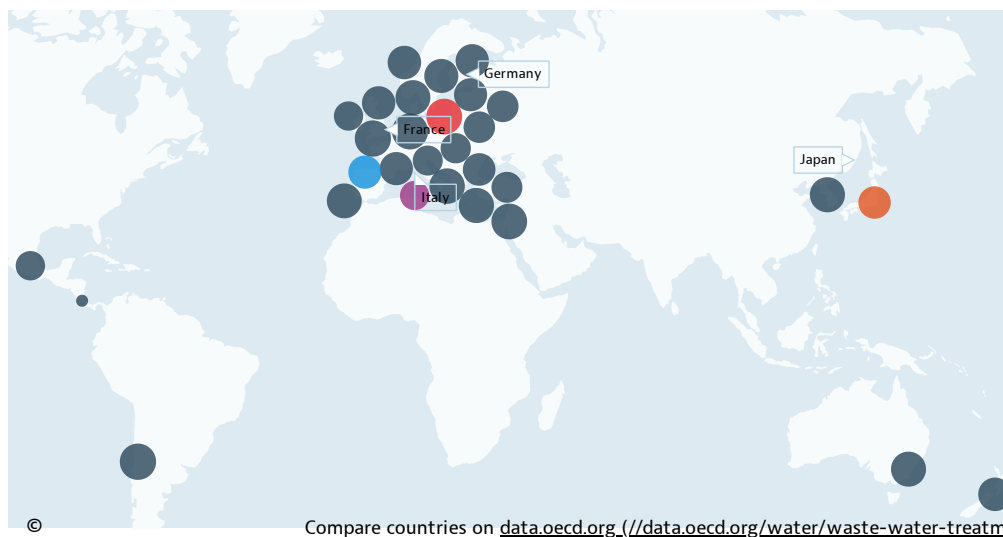 Germany
France
Japan
Italy
©
Compare countries on data.oecd.org (//data.oecd.org/water/waste-water-treatm